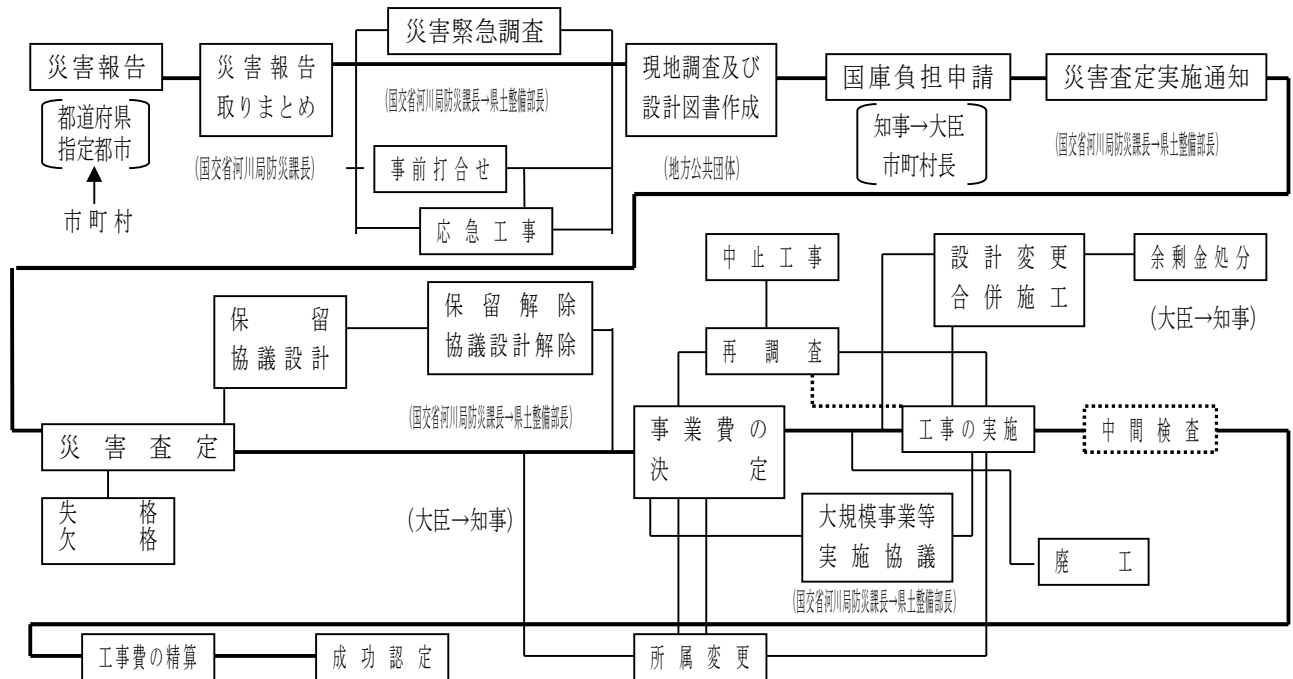 災害緊急調査
災害報告
災害報告
取りまとめ
現地調査及び
設計図書作成
国庫負担申請
災害査定実施通知
都道府県
指定都市
(国交省河川局防災課長→県土整備部長)
知事→大臣
市町村長
(国交省河川局防災課長→県土整備部長)
(国交省河川局防災課長)
事前打合せ
(地方公共団体)
市町村
応急工事
中止工事
設計変更
合併施工
余剰金処分
保留
協議設計
保留解除
協議設計解除
(大臣→知事)
再調査
(国交省河川局防災課長→県土整備部長)
災害査定
事業費の
決定
工事の実施
中間検査
失格
欠格
(大臣→知事)
大規模事業等
実施協議
廃工
(国交省河川局防災課長→県土整備部長)
工事費の精算
成功認定
所属変更